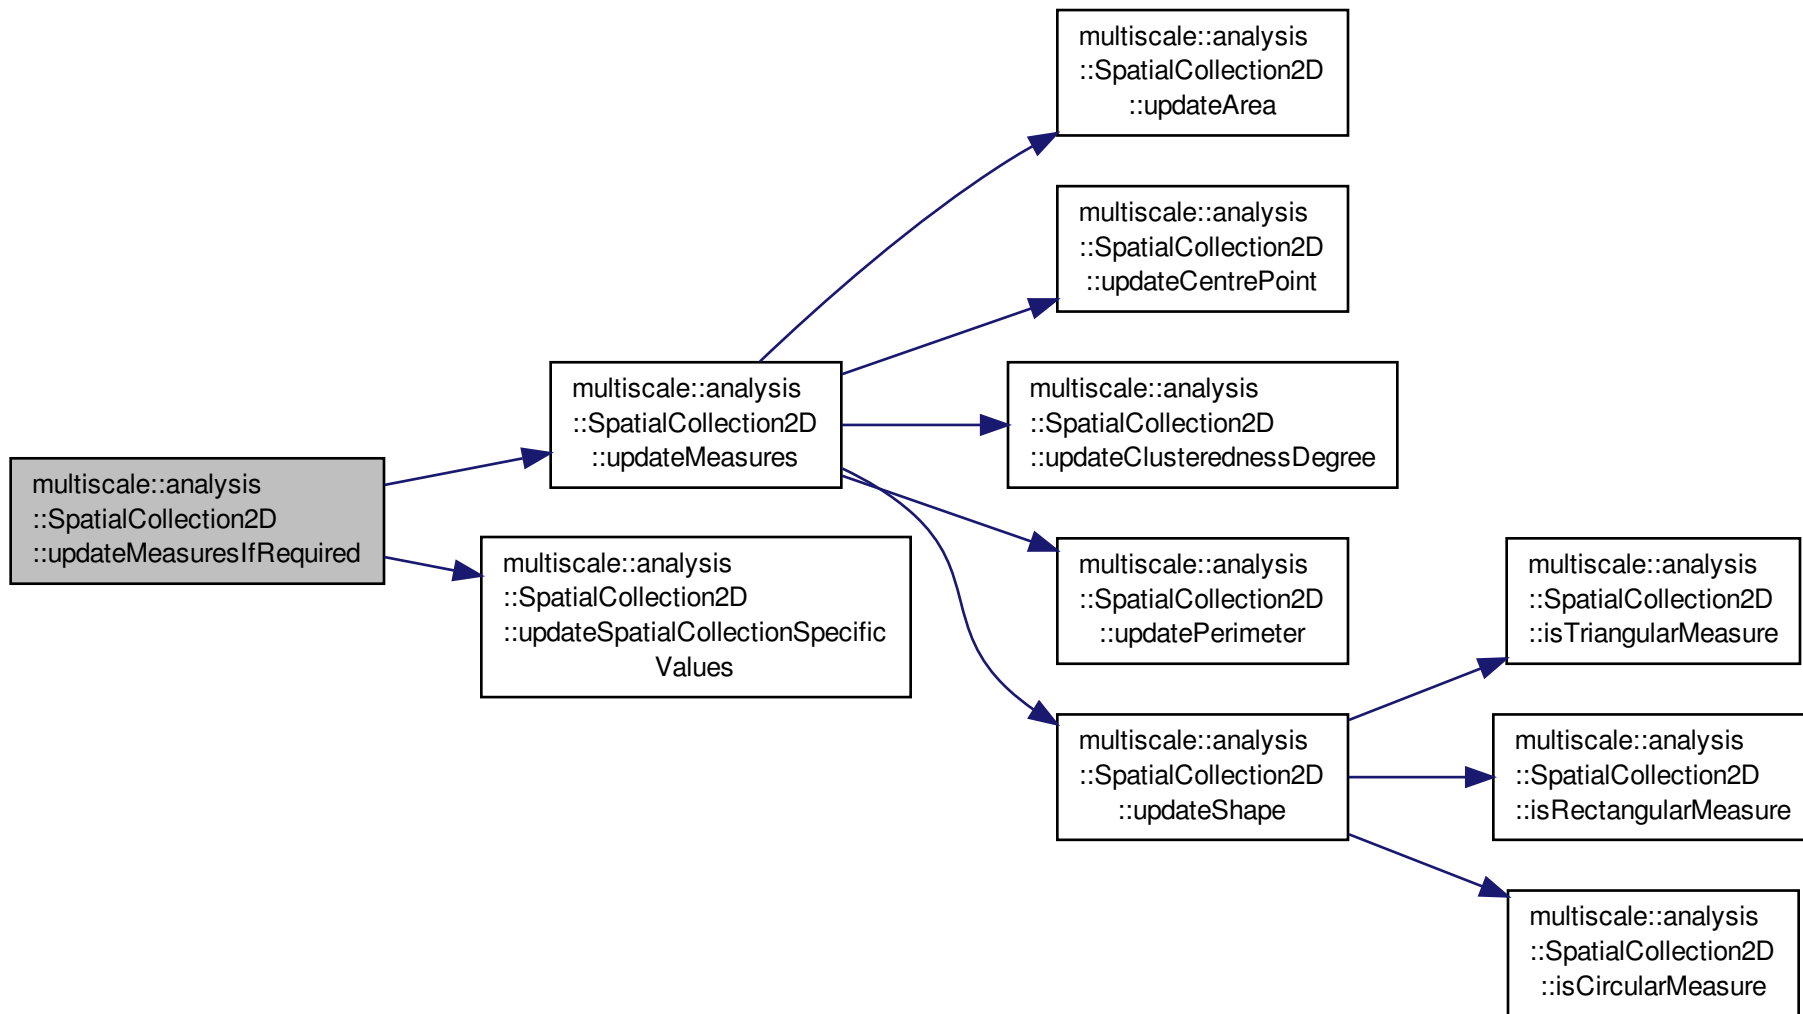 multiscale::analysis
::SpatialCollection2D
::updateMeasuresIfRequired
multiscale::analysis
::SpatialCollection2D
::updateMeasures
multiscale::analysis
::SpatialCollection2D
::updateSpatialCollectionSpecific
Values
multiscale::analysis
::SpatialCollection2D
::updateArea
multiscale::analysis
::SpatialCollection2D
::updateCentrePoint
multiscale::analysis
::SpatialCollection2D
::updateClusterednessDegree
multiscale::analysis
::SpatialCollection2D
::updatePerimeter
multiscale::analysis
::SpatialCollection2D
::updateShape
multiscale::analysis
::SpatialCollection2D
::isTriangularMeasure
multiscale::analysis
::SpatialCollection2D
::isRectangularMeasure
multiscale::analysis
::SpatialCollection2D
::isCircularMeasure